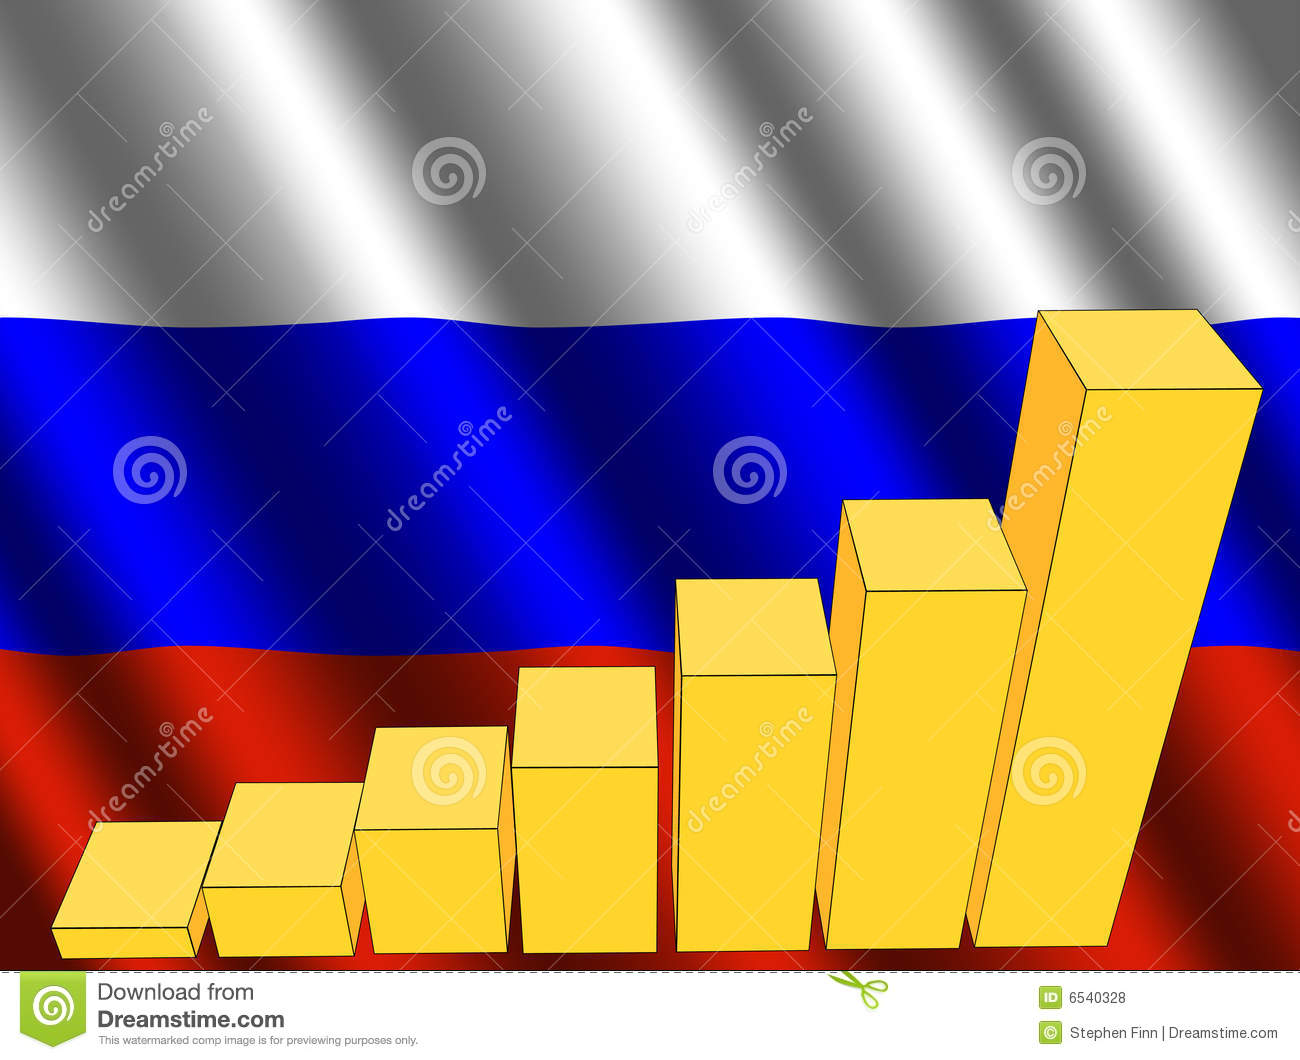 dreamstime
dreamstime
dreamstime
dreamstime
dreamstime
dreamstime
dreamstime
Download from
Dreamstime.com
This watermarked comp image is for previewing purposes only.
ID 6540328
© Stephen Finn | Dreamstime.com